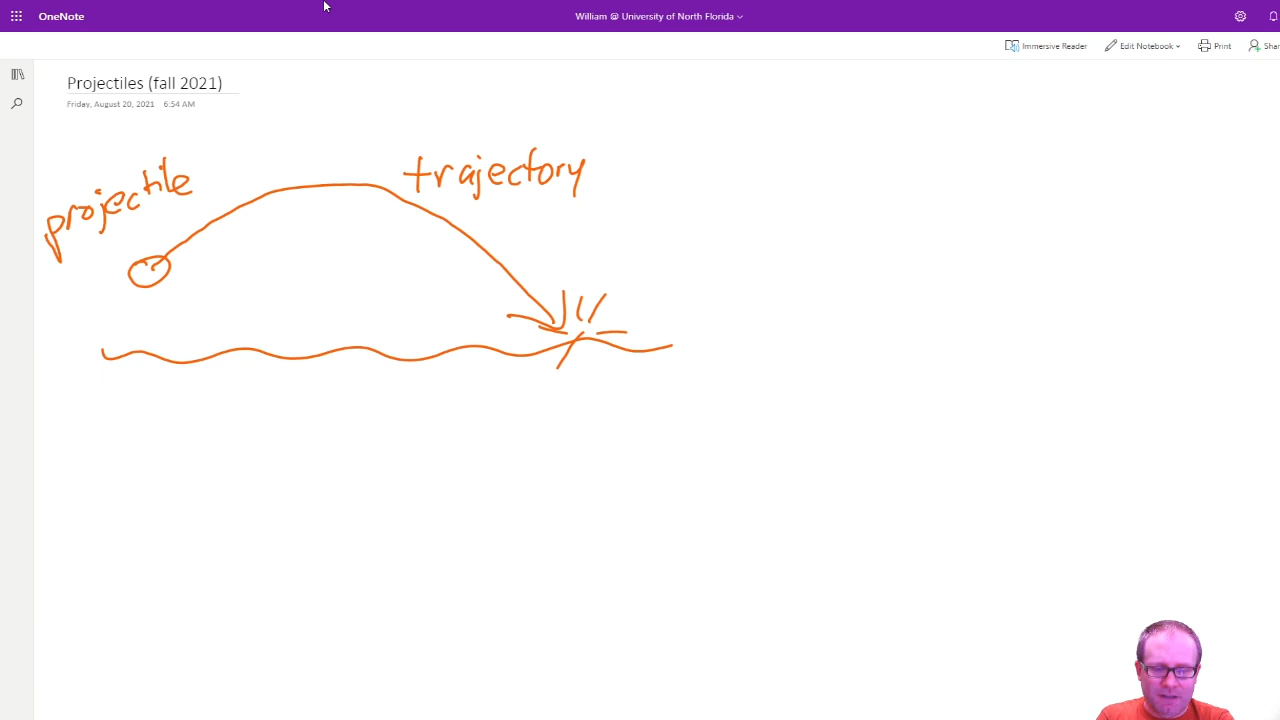 OneNote
William @ University of North Florida
Immersive Reader
Edit Notebook
Print
Shar
Projectiles (fall 2021)
Friday, August 20, 2021 6:54 AM
projectile
trajectory